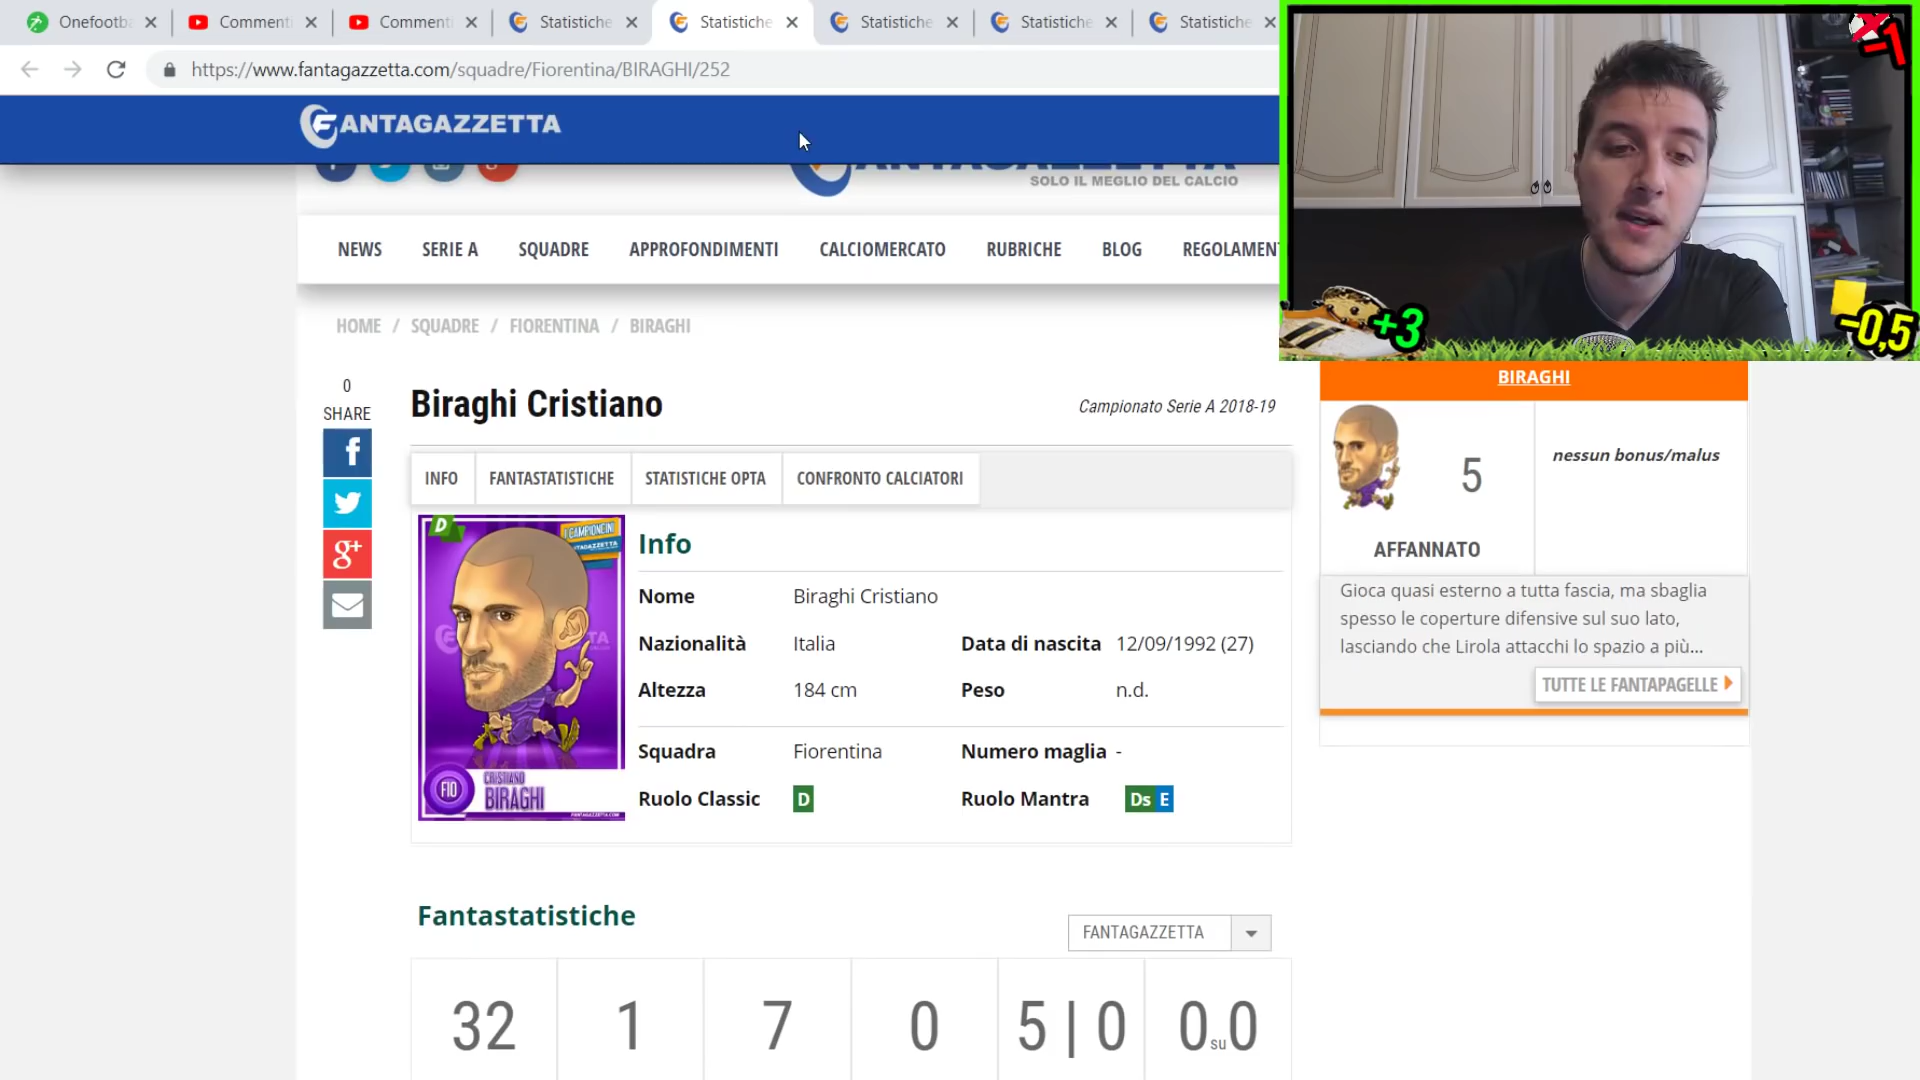 Onefootb
Commenti
Commenti
Statistiche
Statistiche
Statistiche
Statistiche
Statistiche
https://www.fantagazzetta.com/squadre/Fiorentina/BIRAGHI/252
FANTAGAZZETTA
SOLO IL MEGLIO DEL CALCIO
NEWS
SERIE A
SQUADRE
APPROFONDIMENTI
CALCIOMERCATO
RUBRICHE
BLOG
REGOLAMEN
-1
+3
-0,5
HOME / SQUADRE / FIORENTINA / BIRAGHI
0
SHARE
Biraghi Cristiano
Campionato Serie A 2018-19
INFO
FANTASTATISTICHE
STATISTICHE OPTA
CONFRONTO CALCIATORI
D
I CAMPIONCINI
FIO
CRISTIANO
BIRAGHI
Info
Nome Biraghi Cristiano
Nazionalità Italia Data di nascita 12/09/1992 (27)
Altezza 184 cm Peso n.d.
Squadra Fiorentina Numero maglia -
Ruolo Classic D Ruolo Mantra Ds E
BIRAGHI
5
nessun bonus/malus
AFFANNATO
Gioca quasi esterno a tutta fascia, ma sbaglia
spesso le coperture difensive sul suo lato,
lasciando che Lirola attacchi lo spazio a più...
TUTTE LE FANTAPAGELLE
Fantastatistiche
FANTAGAZZETTA
32 1 7 0 5 | 0 0 su 0